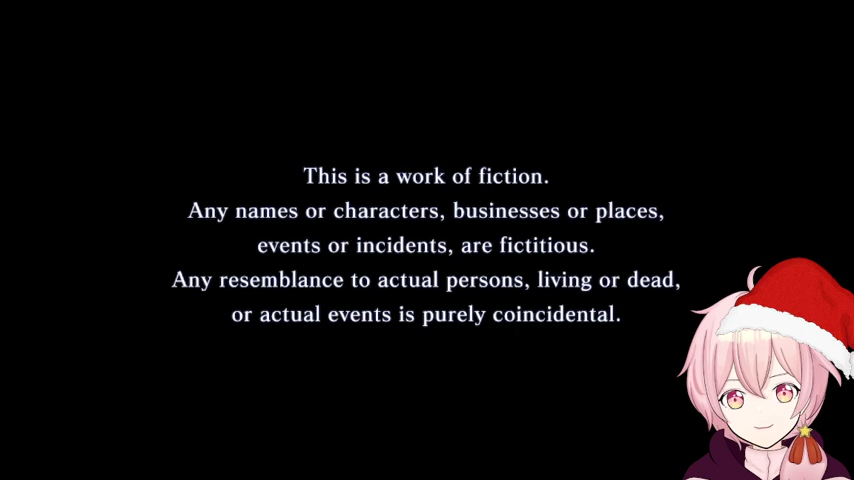 This is a work of fiction.
Any names or characters, businesses or places,
events or incidents, are fictitious.
Any resemblance to actual persons, living or dead,
or actual events is purely coincidental.